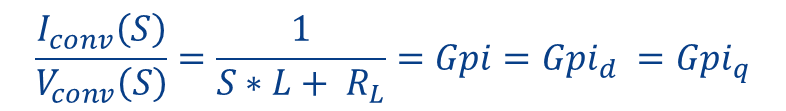 I_conv(S) / V_conv(S) = 1 / (S * L + R_L) = Gpi = Gpi_d = Gpi_q